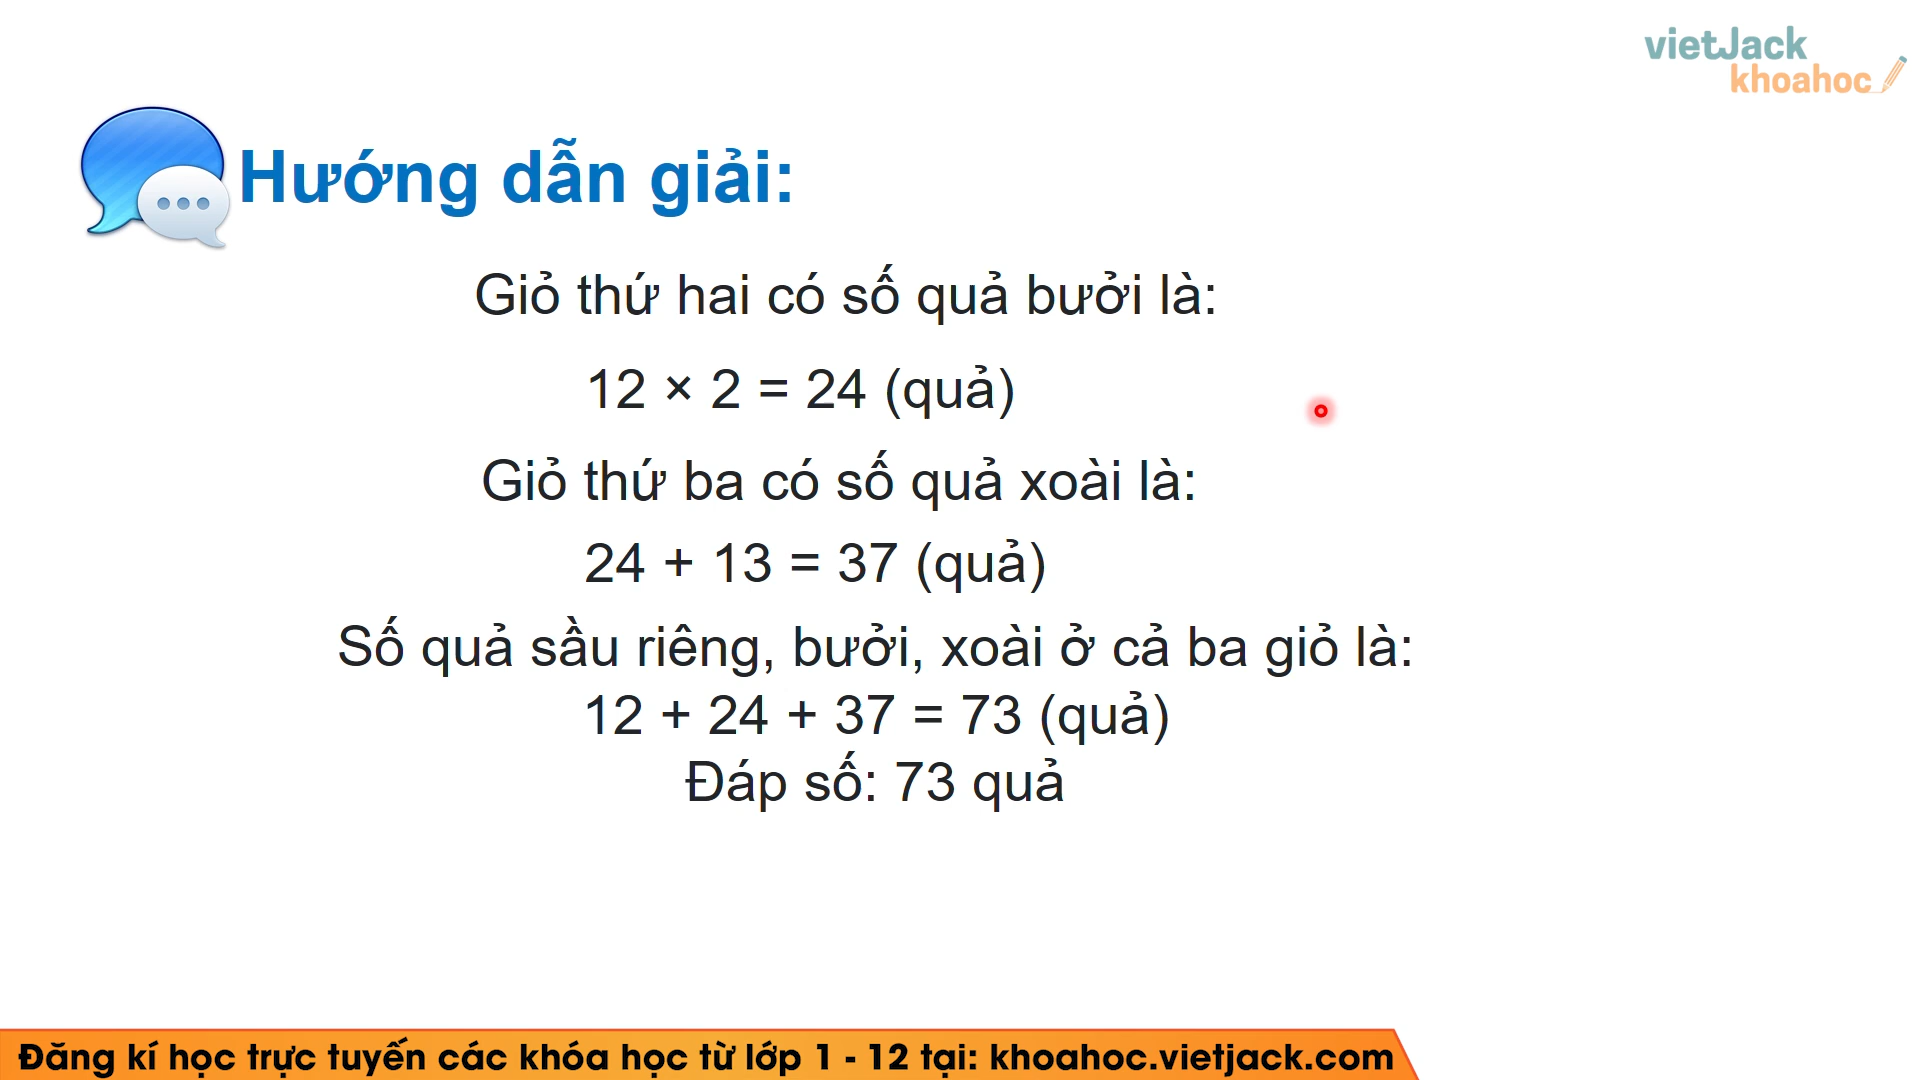 vietJack
khoahoc
Hướng dẫn giải:
Giỏ thứ hai có số quả bưởi là:
12 × 2 = 24 (quả)
Giỏ thứ ba có số quả xoài là:
24 + 13 = 37 (quả)
Số quả sầu riêng, bưởi, xoài ở cả ba giỏ là:
12 + 24 + 37 = 73 (quả)
Đáp số: 73 quả
Đăng kí học trực tuyến các khóa học từ lớp 1 - 12 tại: khoahoc.vietjack.com